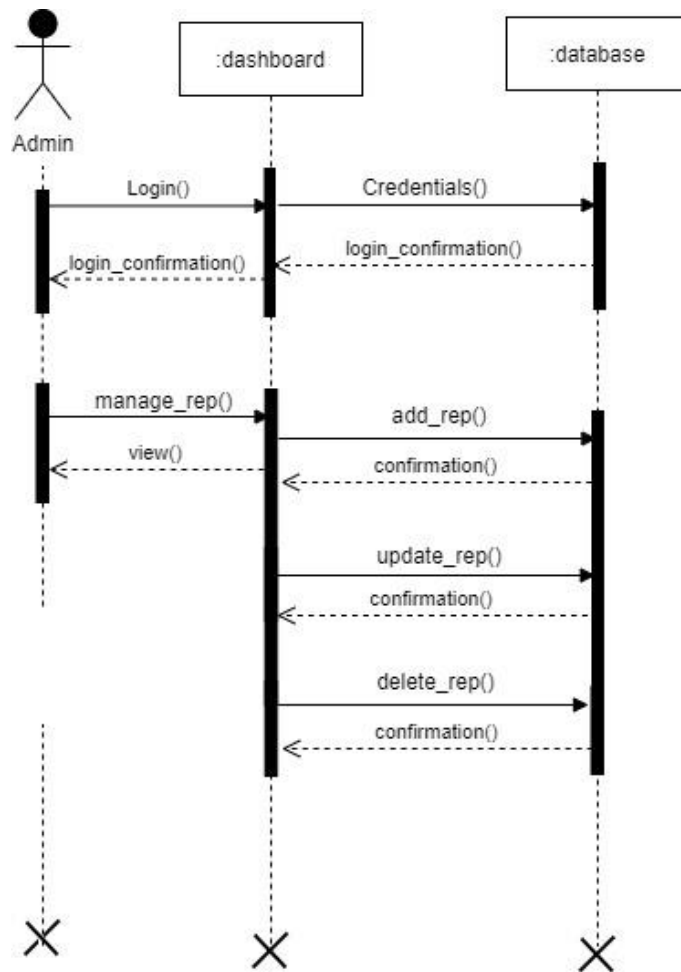 :dashboard
:database
Admin
Login()
Credentials()
login_confirmation()
login_confirmation()
manage_rep()
add_rep()
view()
confirmation()
update_rep()
confirmation()
delete_rep()
confirmation()